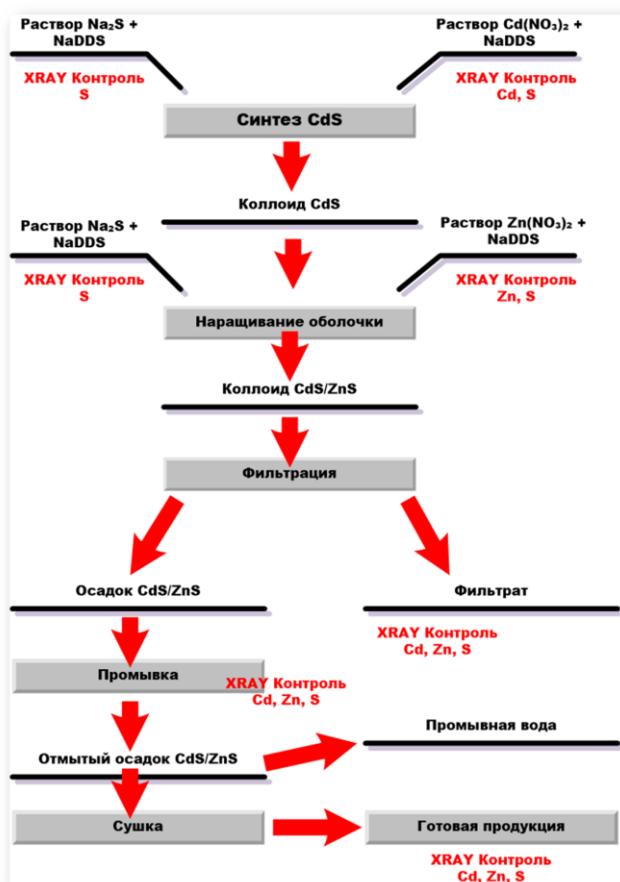 Раствор Na₂S +
NaDDS
XRAY Контроль
S
Раствор Cd(NO₃)₂ +
NaDDS
XRAY Контроль
Cd, S
Синтез CdS
Коллоид CdS
Раствор Na₂S +
NaDDS
XRAY Контроль
S
Раствор Zn(NO₃)₂ +
NaDDS
XRAY Контроль
Zn, S
Наращивание оболочки
Коллоид CdS/ZnS
Фильтрация
Осадок CdS/ZnS
Фильтрат
XRAY Контроль
Cd, Zn, S
Промывка
XRAY Контроль
Cd, Zn, S
Промывная вода
Отмытый осадок CdS/ZnS
Сушка
Готовая продукция
XRAY Контроль
Cd, Zn, S